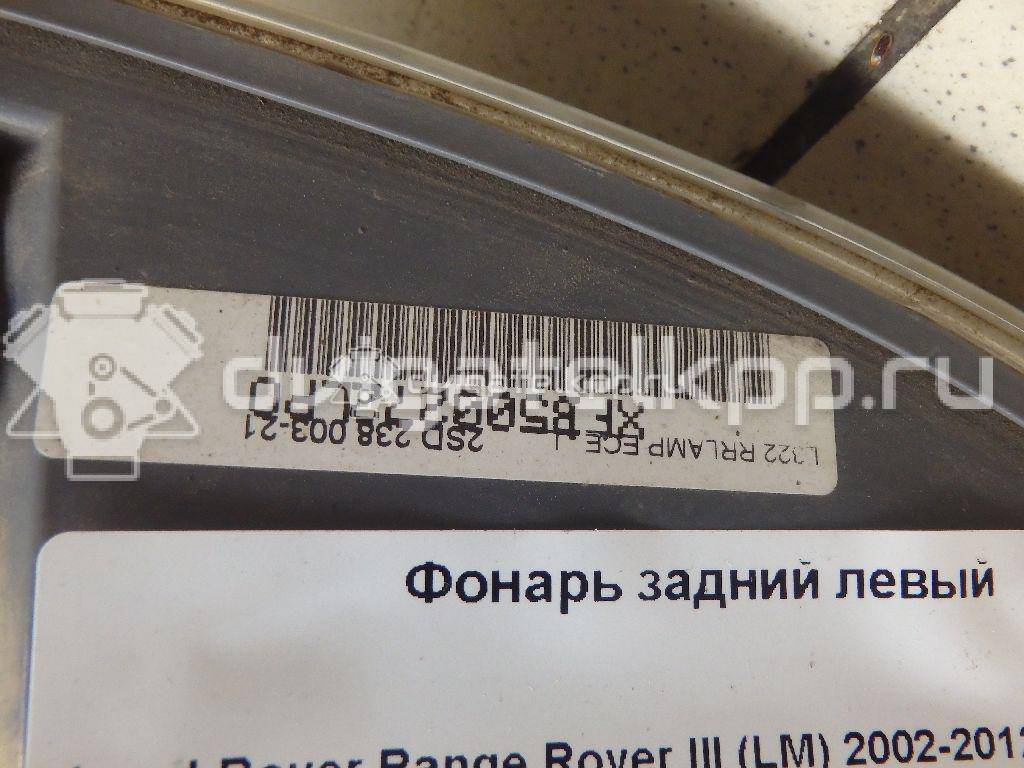 L322 RRLAMP ECE L 2SD 238 003-21
dvigatelkpp.ru
Фонарь задний левый
Rover Range Rover III (LM) 2002-2012